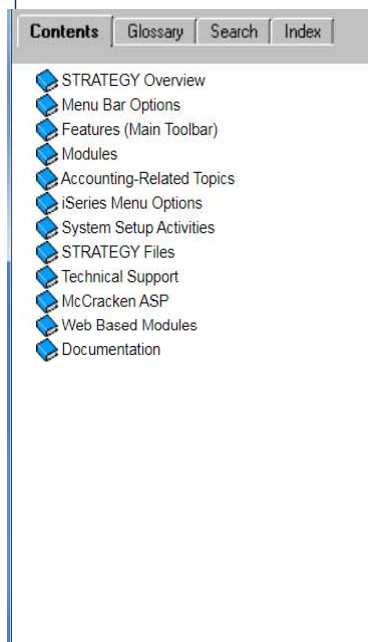 Contents Glossary Search Index
STRATEGY Overview
Menu Bar Options
Features (Main Toolbar)
Modules
Accounting-Related Topics
iSeries Menu Options
System Setup Activities
STRATEGY Files
Technical Support
McCracken ASP
Web Based Modules
Documentation